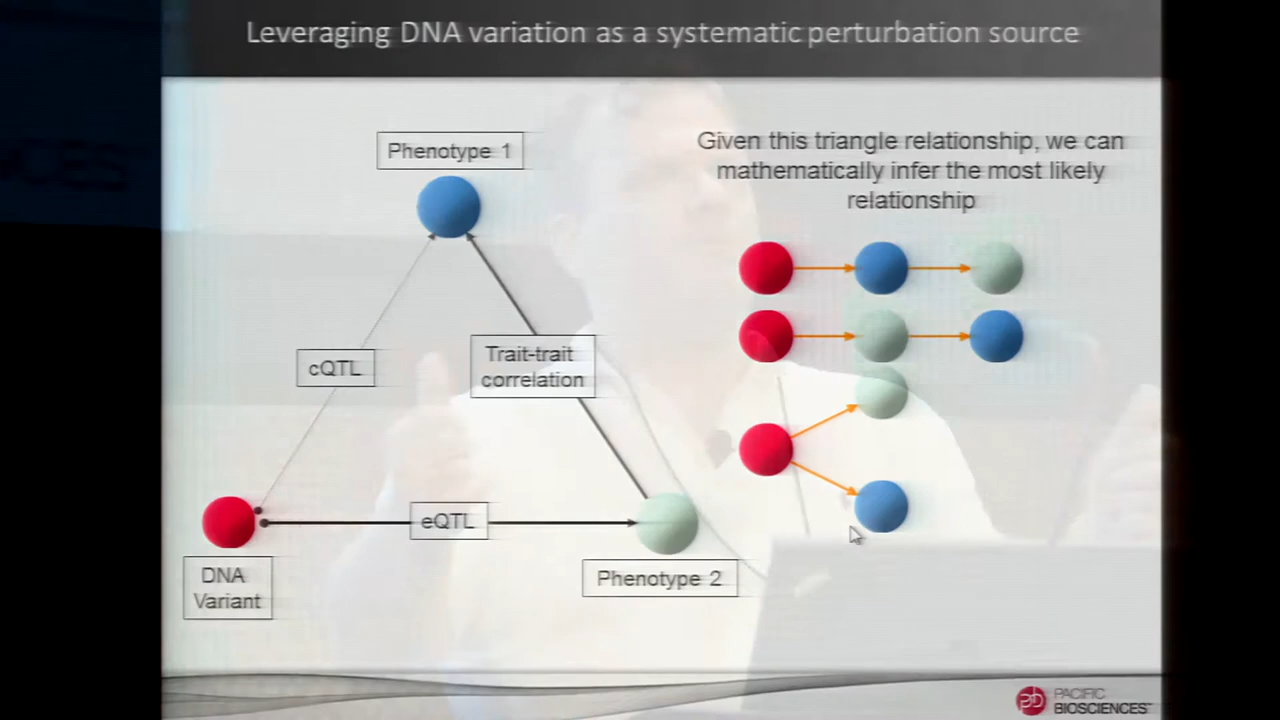 Leveraging DNA variation as a systematic perturbation source
Phenotype 1
Given this triangle relationship, we can
mathematically infer the most likely
relationship
cQTL
Trait-trait
correlation
eQTL
DNA
Variant
Phenotype 2
PACIFIC
BIOSCIENCES